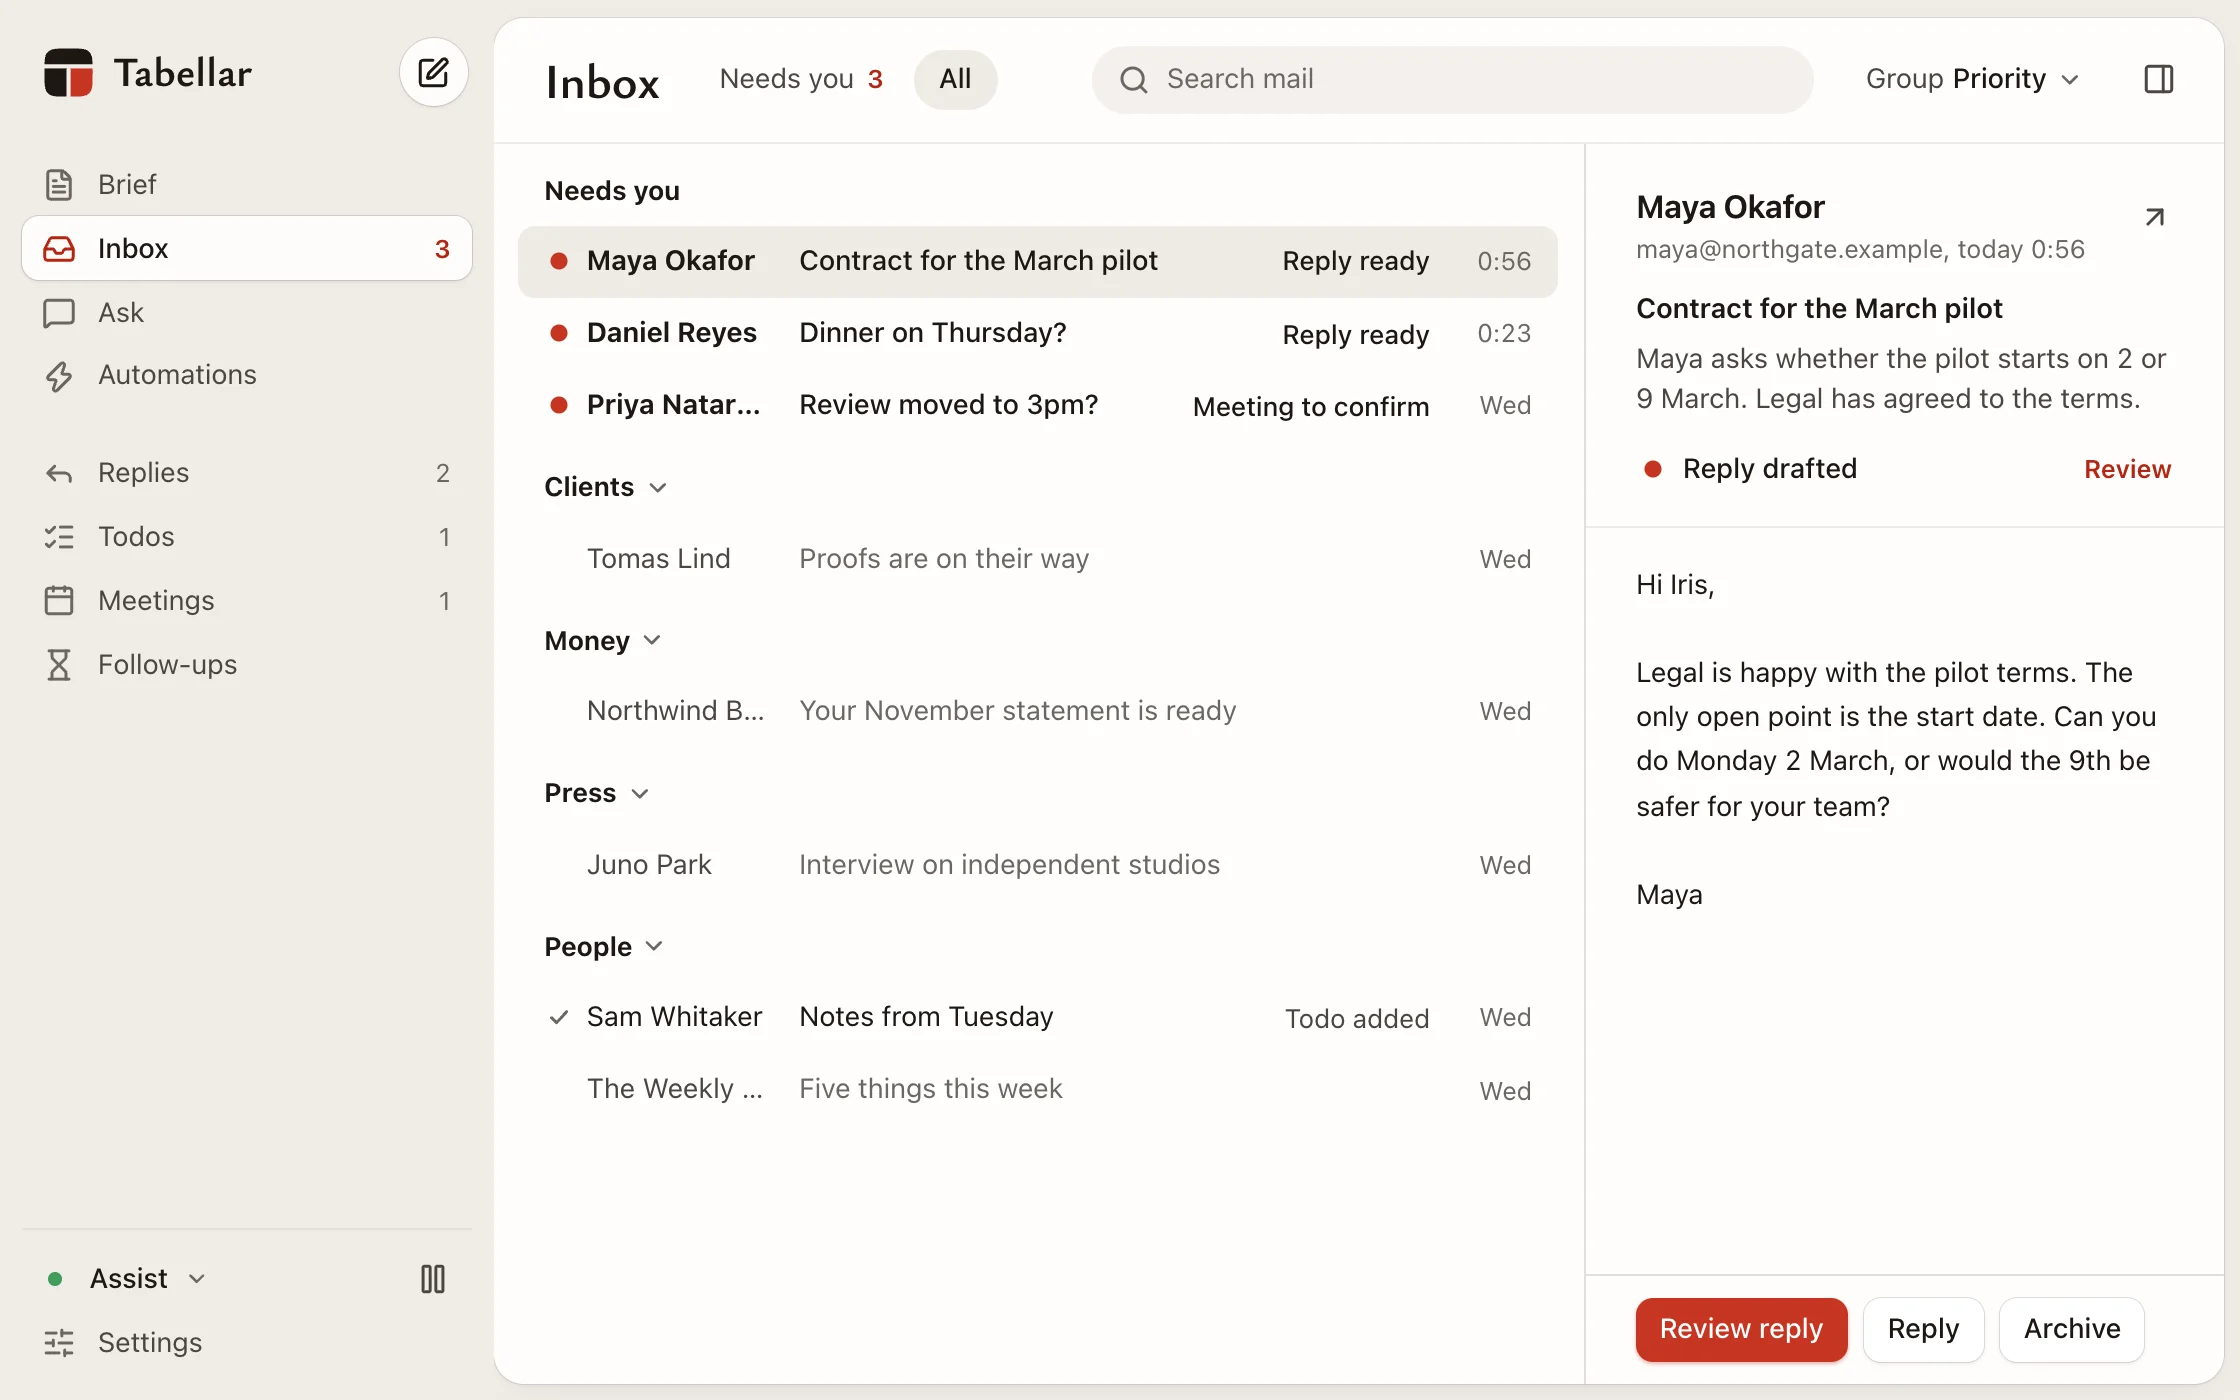 Tabellar
Brief
Inbox 3
Ask
Automations
Replies 2
Todos 1
Meetings 1
Follow-ups
Assist
Settings
Inbox
Needs you 3
All
Search mail
Group Priority
Needs you
Maya Okafor Contract for the March pilot Reply ready 0:56
Daniel Reyes Dinner on Thursday? Reply ready 0:23
Priya Natar... Review moved to 3pm? Meeting to confirm Wed
Clients
Tomas Lind Proofs are on their way Wed
Money
Northwind B... Your November statement is ready Wed
Press
Juno Park Interview on independent studios Wed
People
Sam Whitaker Notes from Tuesday Todo added Wed
The Weekly ... Five things this week Wed
Maya Okafor
maya@northgate.example, today 0:56
Contract for the March pilot
Maya asks whether the pilot starts on 2 or
9 March. Legal has agreed to the terms.
Reply drafted Review
Hi Iris,
Legal is happy with the pilot terms. The
only open point is the start date. Can you
do Monday 2 March, or would the 9th be
safer for your team?
Maya
Review reply Reply Archive